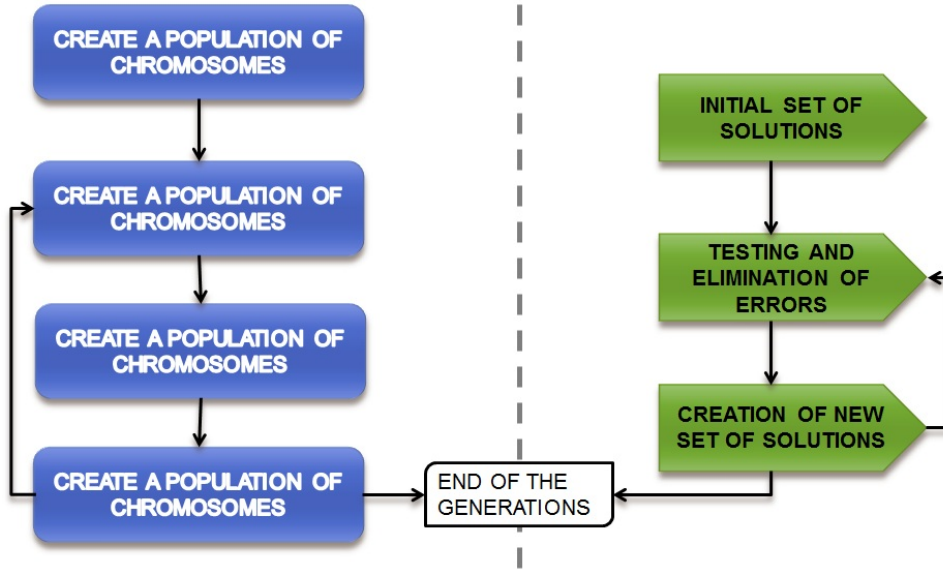 CREATE A POPULATION OF
CHROMOSOMES
CREATE A POPULATION OF
CHROMOSOMES
CREATE A POPULATION OF
CHROMOSOMES
CREATE A POPULATION OF
CHROMOSOMES
END OF THE
GENERATIONS
INITIAL SET OF
SOLUTIONS
TESTING AND
ELIMINATION OF
ERRORS
CREATION OF NEW
SET OF SOLUTIONS